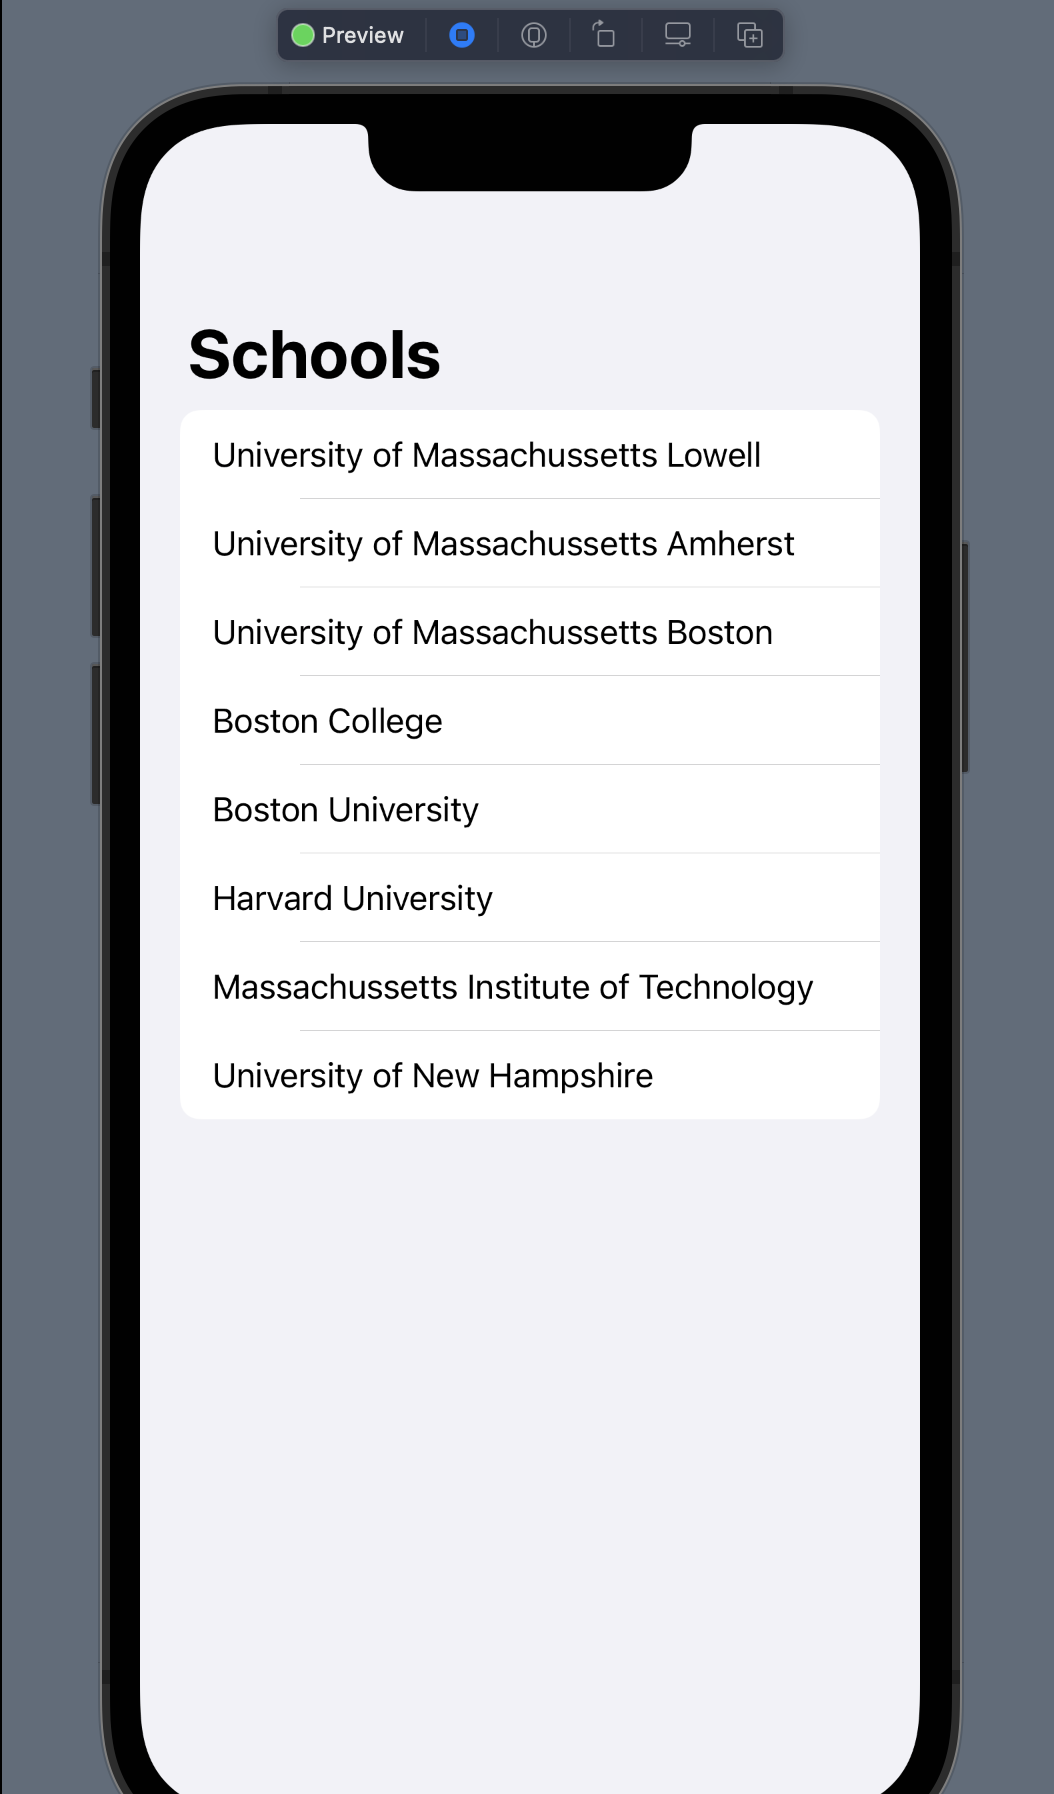 Preview
Schools
University of Massachussetts Lowell
University of Massachussetts Amherst
University of Massachussetts Boston
Boston College
Boston University
Harvard University
Massachussetts Institute of Technology
University of New Hampshire